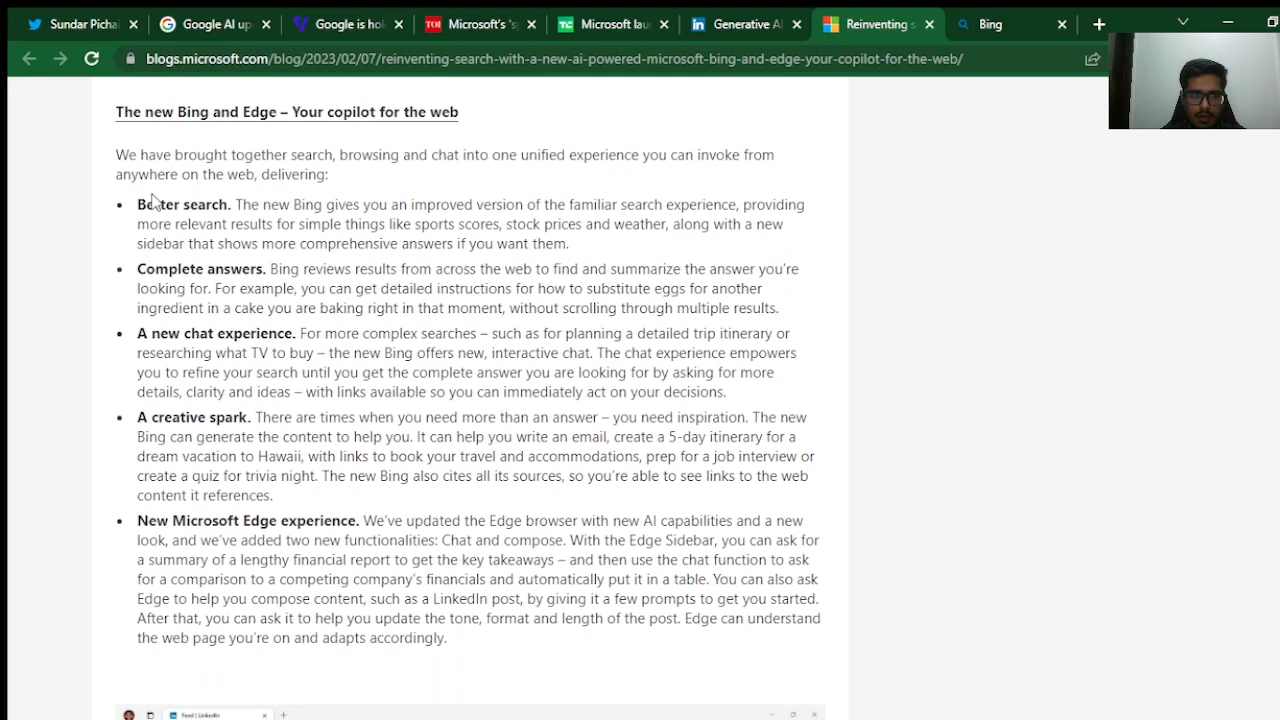 Sundar Picha
Google AI up
Google is ho
Microsoft's 's
Microsoft lau
Generative AI
Reinventing s
Bing
blogs.microsoft.com/blog/2023/02/07/reinventing-search-with-a-new-ai-powered-microsoft-bing-and-edge-your-copilot-for-the-web/
The new Bing and Edge – Your copilot for the web
We have brought together search, browsing and chat into one unified experience you can invoke from
anywhere on the web, delivering:
• Better search. The new Bing gives you an improved version of the familiar search experience, providing
more relevant results for simple things like sports scores, stock prices and weather, along with a new
sidebar that shows more comprehensive answers if you want them.
• Complete answers. Bing reviews results from across the web to find and summarize the answer you're
looking for. For example, you can get detailed instructions for how to substitute eggs for another
ingredient in a cake you are baking right in that moment, without scrolling through multiple results.
• A new chat experience. For more complex searches – such as for planning a detailed trip itinerary or
researching what TV to buy – the new Bing offers new, interactive chat. The chat experience empowers
you to refine your search until you get the complete answer you are looking for by asking for more
details, clarity and ideas – with links available so you can immediately act on your decisions.
• A creative spark. There are times when you need more than an answer – you need inspiration. The new
Bing can generate the content to help you. It can help you write an email, create a 5-day itinerary for a
dream vacation to Hawaii, with links to book your travel and accommodations, prep for a job interview or
create a quiz for trivia night. The new Bing also cites all its sources, so you're able to see links to the web
content it references.
• New Microsoft Edge experience. We've updated the Edge browser with new AI capabilities and a new
look, and we've added two new functionalities: Chat and compose. With the Edge Sidebar, you can ask for
a summary of a lengthy financial report to get the key takeaways – and then use the chat function to ask
for a comparison to a competing company's financials and automatically put it in a table. You can also ask
Edge to help you compose content, such as a LinkedIn post, by giving it a few prompts to get you started.
After that, you can ask it to help you update the tone, format and length of the post. Edge can understand
the web page you're on and adapts accordingly.
Feed | LinkedIn